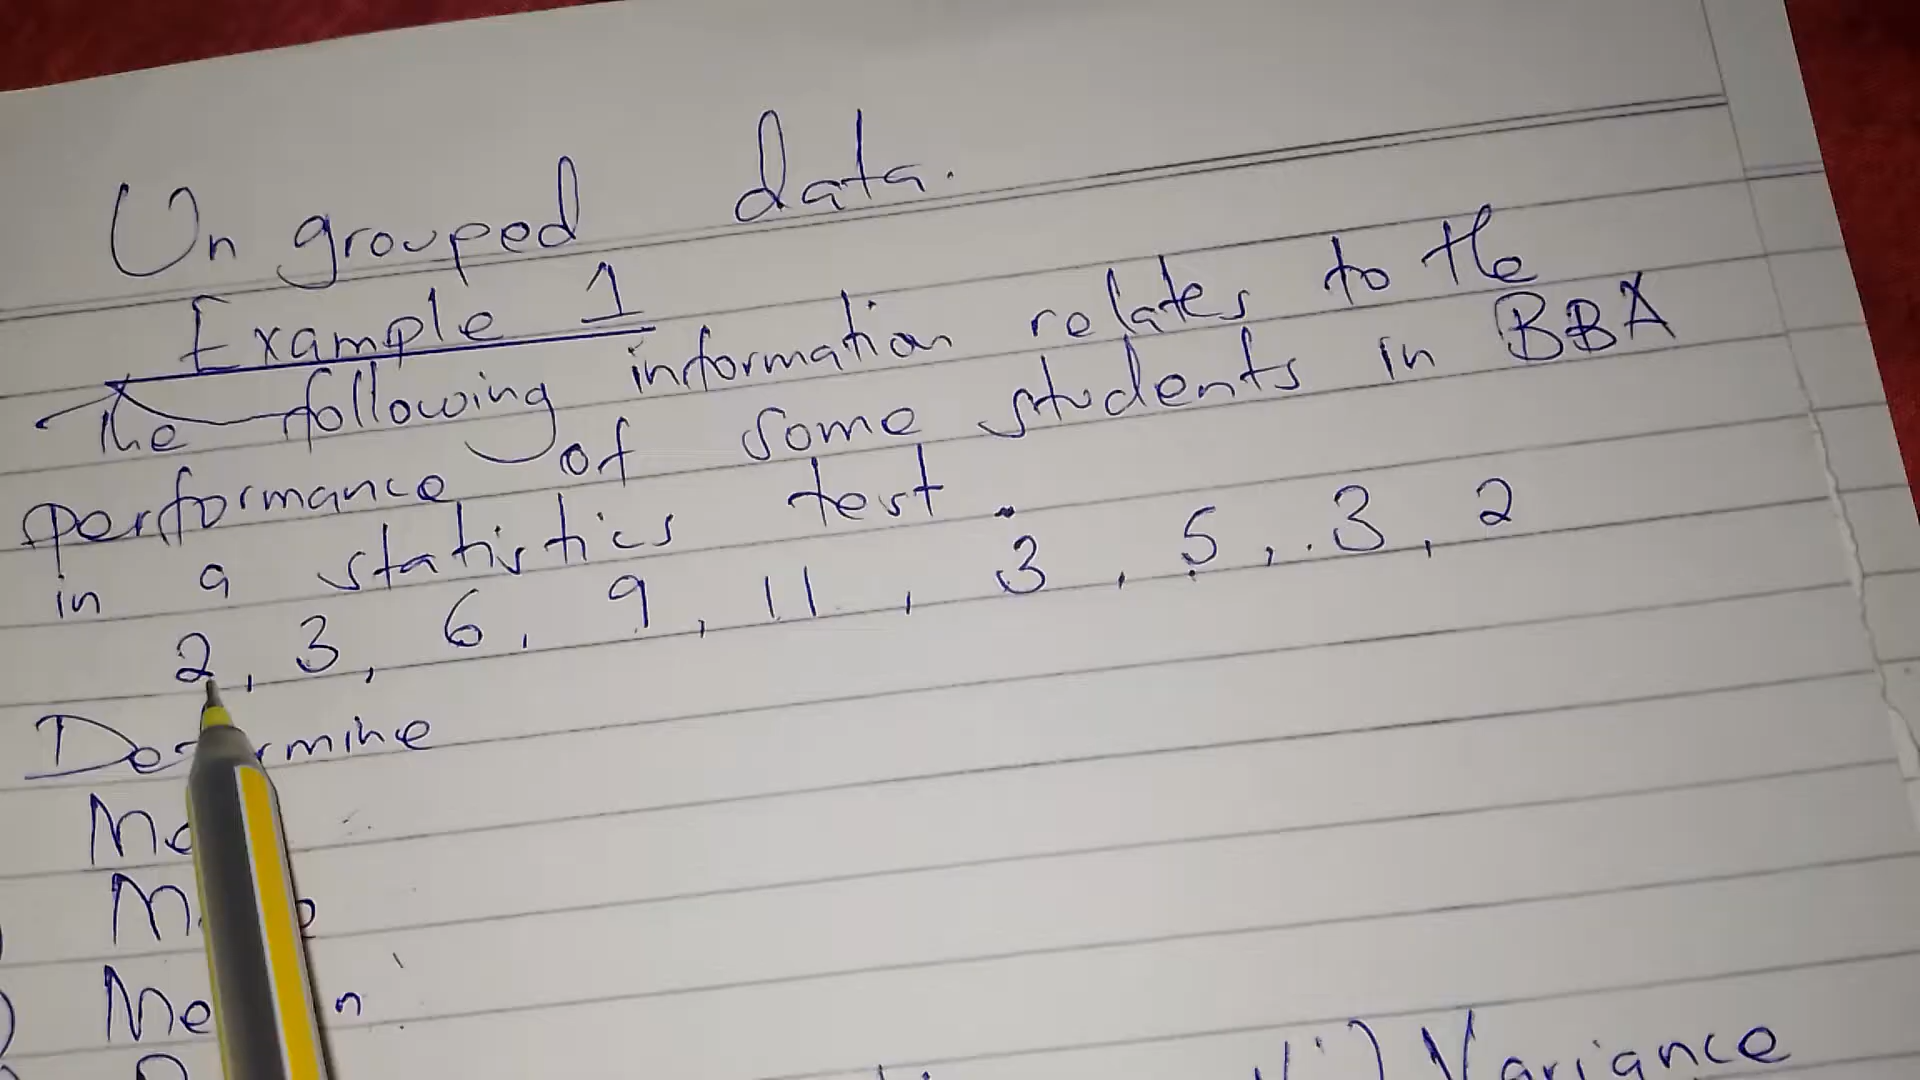 Un grouped data.
Example 1
The following information relates to the
performance of some students in BBA
in a statistics test.
2, 3, 6, 9, 11, 3, 5, 3, 2
Determine
Variance